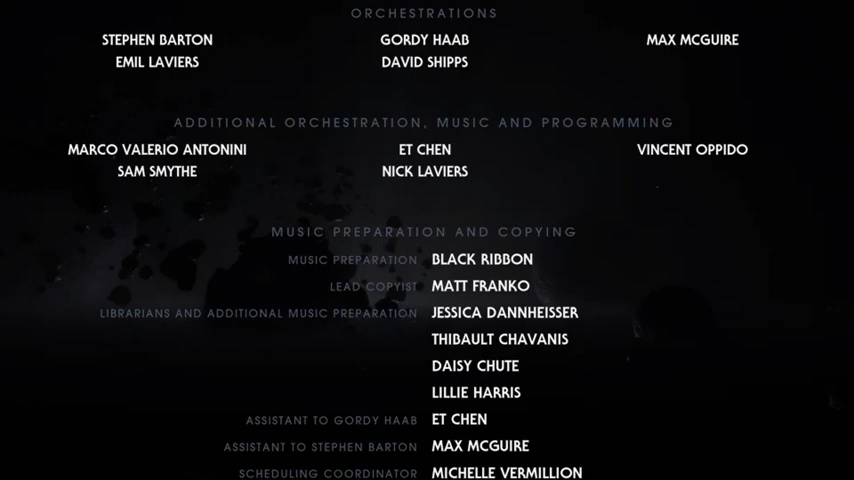 ORCHESTRATIONS
STEPHEN BARTON GORDY HAAB MAX MCGUIRE
EMIL LAVIERS DAVID SHIPPS
ADDITIONAL ORCHESTRATION, MUSIC AND PROGRAMMING
MARCO VALERIO ANTONINI ET CHEN VINCENT OPPIDO
SAM SMYTHE NICK LAVIERS
MUSIC PREPARATION AND COPYING
MUSIC PREPARATION BLACK RIBBON
LEAD COPYIST MATT FRANKO
LIBRARIANS AND ADDITIONAL MUSIC PREPARATION JESSICA DANNHEISSER
THIBAULT CHAVANIS
DAISY CHUTE
LILLIE HARRIS
ASSISTANT TO GORDY HAAB ET CHEN
ASSISTANT TO STEPHEN BARTON MAX MCGUIRE
SCHEDULING COORDINATOR MICHELLE VERMILLION